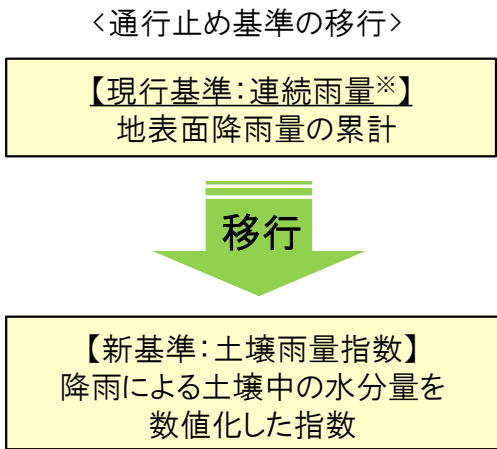 <通行止め基準の移行>
【現行基準:連続雨量※】
地表面降雨量の累計
移行
【新基準:土壌雨量指数】
降雨による土壌中の水分量を
数値化した指数